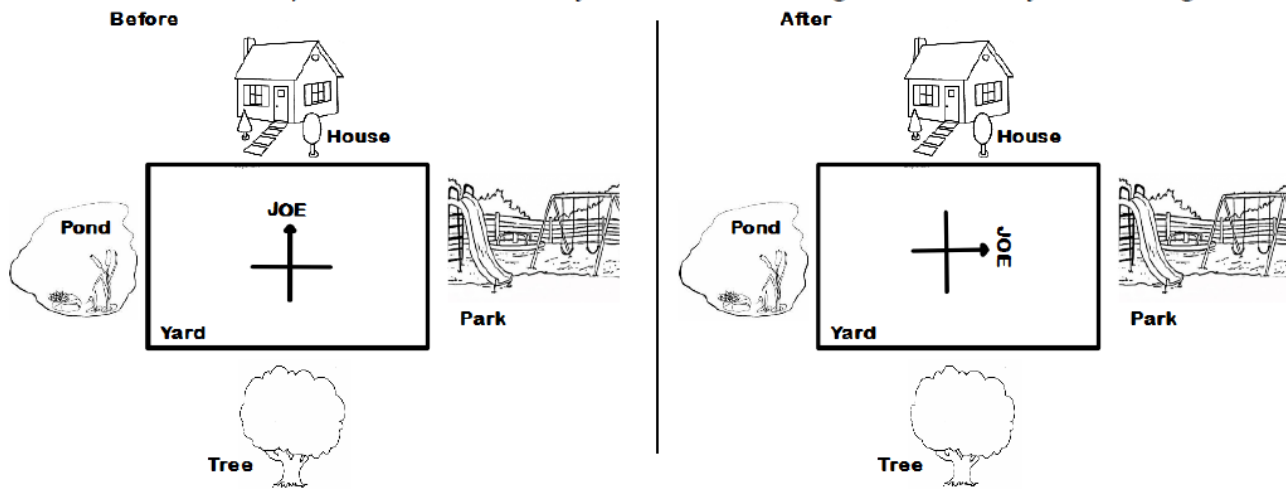 Before
House
JOE
Pond
Park
Yard
Tree
After
House
Pond
JOE
Park
Yard
Tree